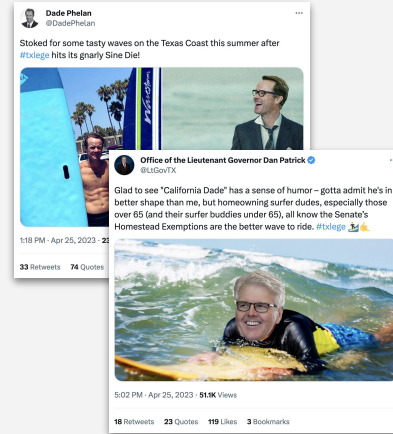 Dade Phelan
@DadePhelan
Stoked for some tasty waves on the Texas Coast this summer after
#txlege hits its gnarly Sine Die!
1:18 PM · Apr 25, 2023 ·
33 Retweets 74 Quotes
Office of the Lieutenant Governor Dan Patrick
@LtGovTX
Glad to see "California Dade" has a sense of humor – gotta admit he's in
better shape than me, but homeowning surfer dudes, especially those
over 65 (and their surfer buddies under 65), all know the Senate's
Homestead Exemptions are the better wave to ride. #txlege 🏄🤙
5:02 PM · Apr 25, 2023 · 51.1K Views
18 Retweets 23 Quotes 119 Likes 3 Bookmarks